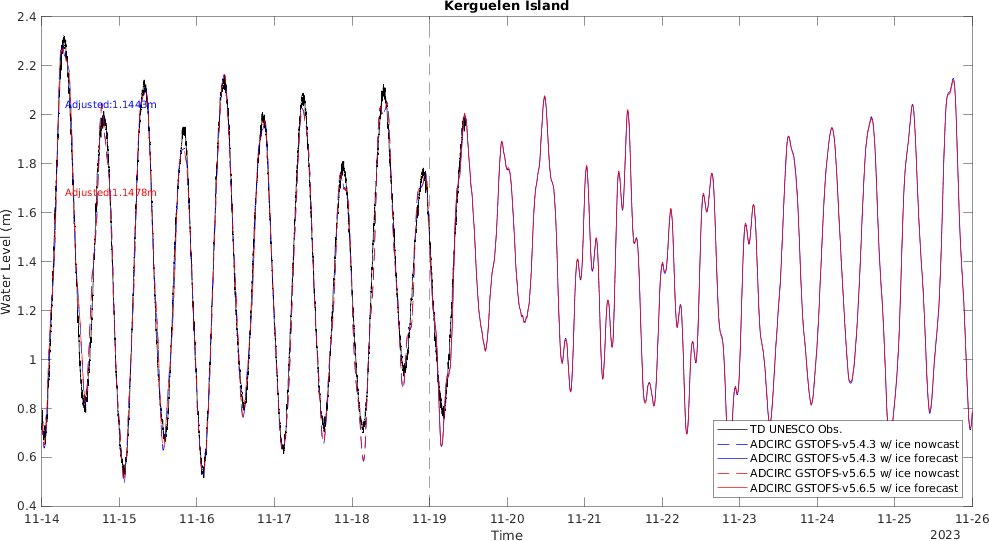 Kerguelen Island
2.4
2.2
2
1.8
1.6
1.4
1.2
1
0.8
0.6
0.4
Water Level (m)
Adjusted:1.1443m
Adjusted:1.1478m
TD UNESCO Obs.
ADCIRC GSTOFS-v5.4.3 w/ ice nowcast
ADCIRC GSTOFS-v5.4.3 w/ ice forecast
ADCIRC GSTOFS-v5.6.5 w/ ice nowcast
ADCIRC GSTOFS-v5.6.5 w/ ice forecast
11-14 11-15 11-16 11-17 11-18 11-19 11-20 11-21 11-22 11-23 11-24 11-25 11-26
Time
2023